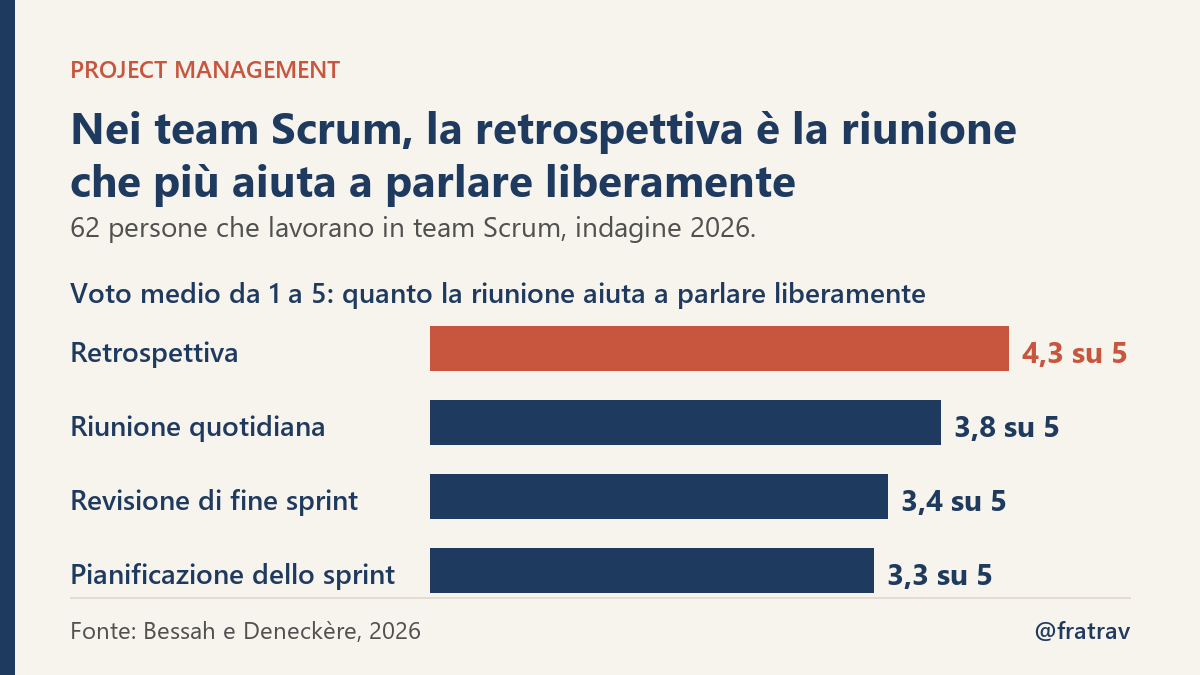 PROJECT MANAGEMENT
Nei team Scrum, la retrospettiva è la riunione
che più aiuta a parlare liberamente
62 persone che lavorano in team Scrum, indagine 2026.
Voto medio da 1 a 5: quanto la riunione aiuta a parlare liberamente
Retrospettiva 4,3 su 5
Riunione quotidiana 3,8 su 5
Revisione di fine sprint 3,4 su 5
Pianificazione dello sprint 3,3 su 5
Fonte: Bessah e Deneckère, 2026 @fratrav